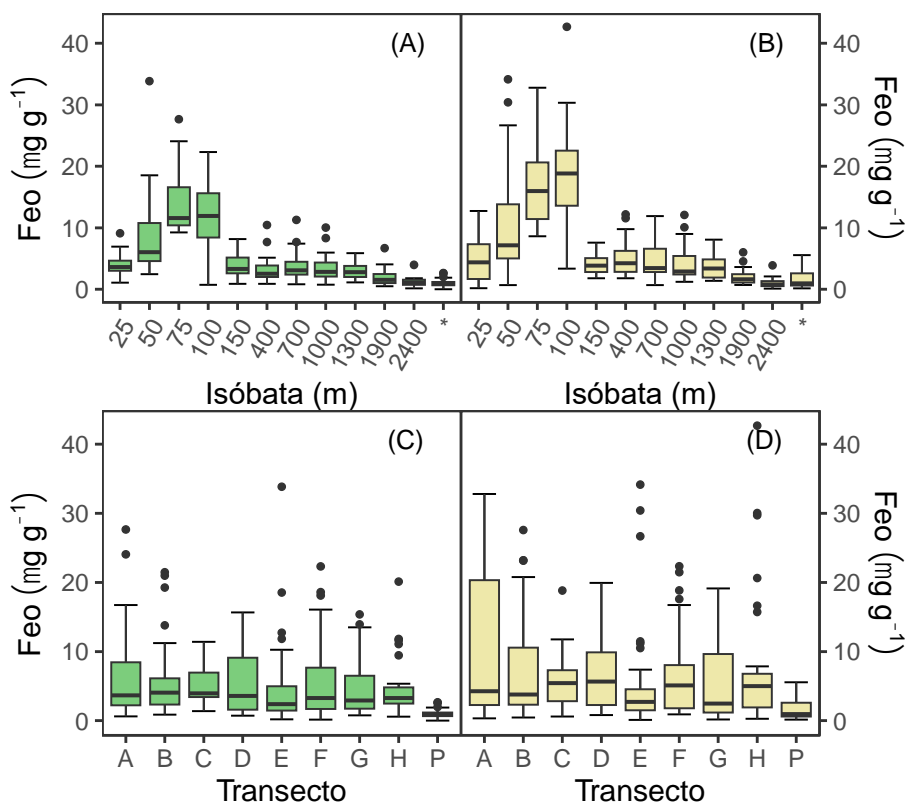 (A) (B)
40 40
30 30
20 20
10 10
0 0
Feo (mg g⁻¹)
Feo (mg g⁻¹)
25 50 75 100 150 400 700 1000 1300 1900 2400 *
25 50 75 100 150 400 700 1000 1300 1900 2400 *
Isóbata (m) Isóbata (m)
(C) (D)
40 40
30 30
20 20
10 10
0 0
Feo (mg g⁻¹)
Feo (mg g⁻¹)
A B C D E F G H P
A B C D E F G H P
Transecto Transecto